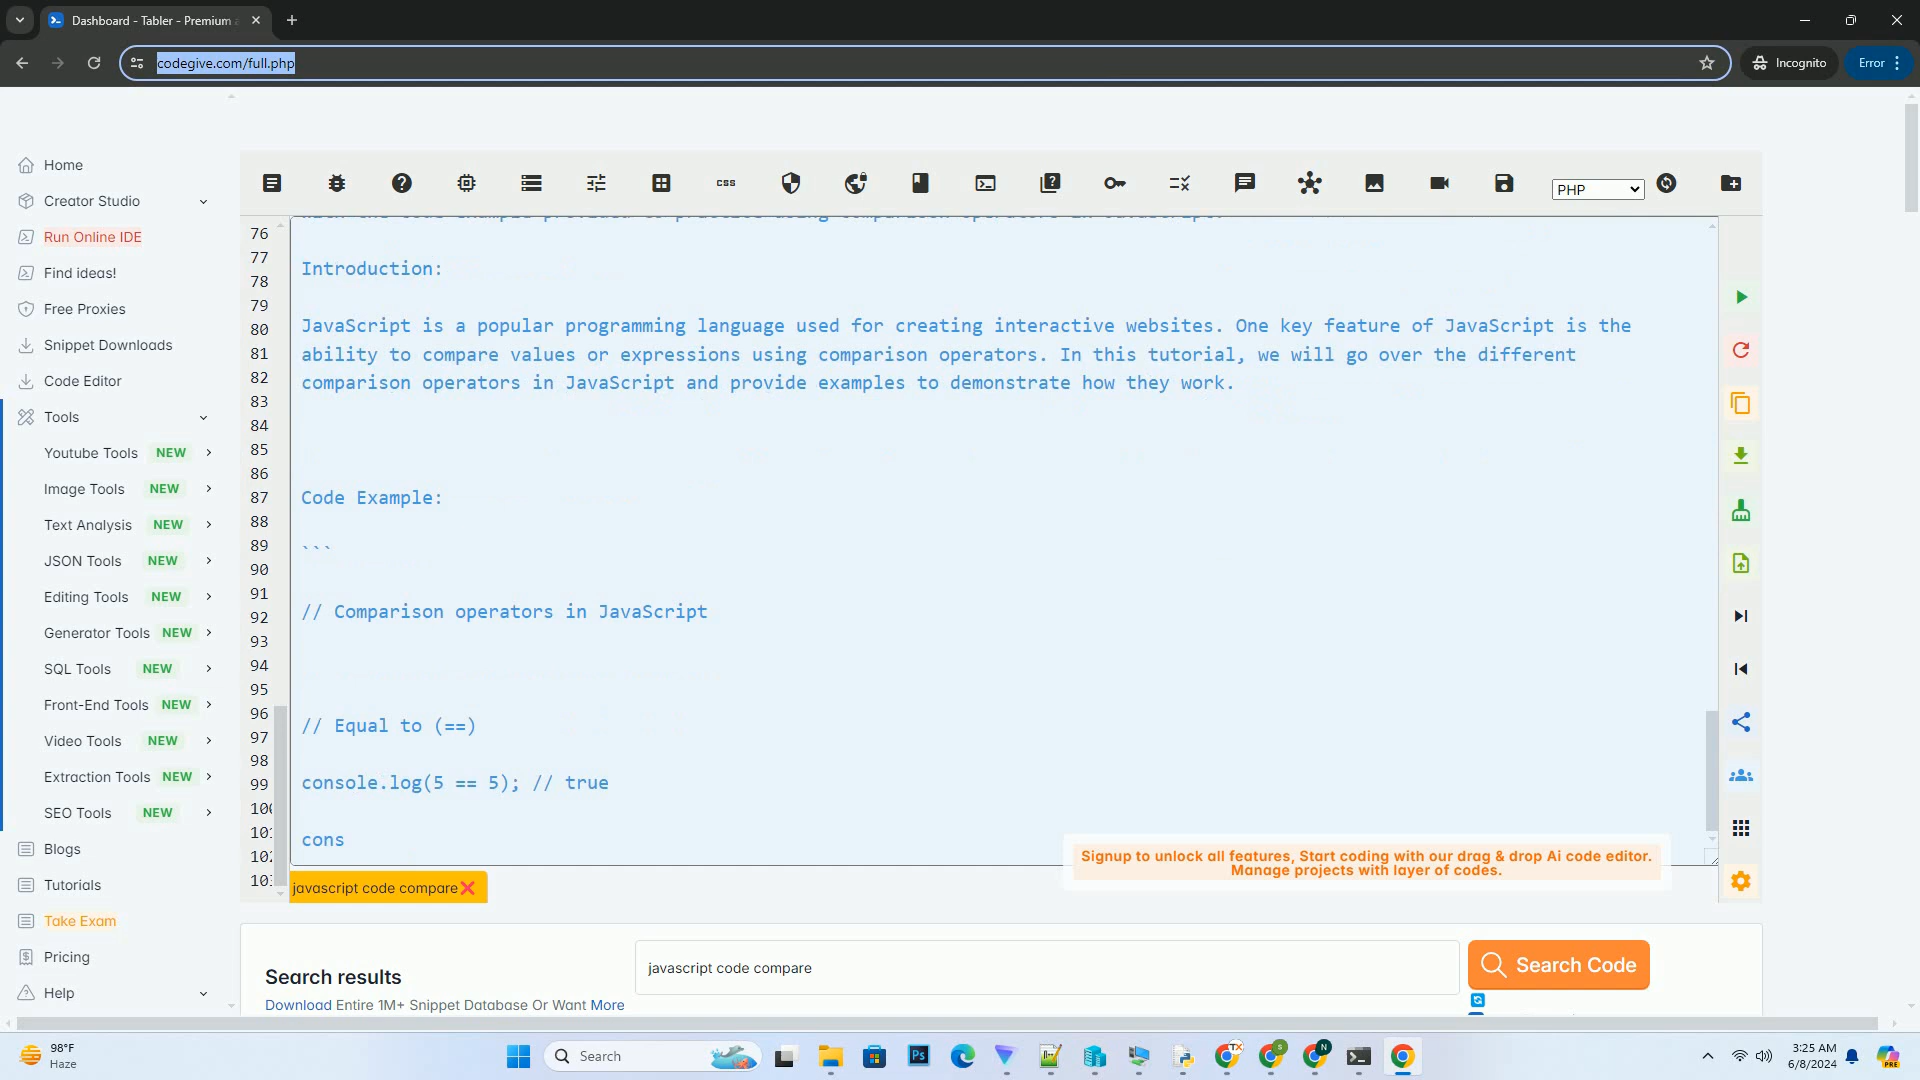 Dashboard - Tabler - Premium
codegive.com/full.php
Incognito
Error
Home
Creator Studio
Run Online IDE
Find ideas!
Free Proxies
Snippet Downloads
Code Editor
Tools
Youtube Tools NEW
Image Tools NEW
Text Analysis NEW
JSON Tools NEW
Editing Tools NEW
Generator Tools NEW
SQL Tools NEW
Front-End Tools NEW
Video Tools NEW
Extraction Tools NEW
SEO Tools NEW
Blogs
Tutorials
Take Exam
Pricing
Help
css
PHP
76
77
78
79
80
81
82
83
84
85
86
87
88
89
90
91
92
93
94
95
96
97
98
99
Introduction:
JavaScript is a popular programming language used for creating interactive websites. One key feature of JavaScript is the
ability to compare values or expressions using comparison operators. In this tutorial, we will go over the different
comparison operators in JavaScript and provide examples to demonstrate how they work.
Code Example:
```
// Comparison operators in JavaScript
// Equal to (==)
console.log(5 == 5); // true
cons
Signup to unlock all features, Start coding with our drag & drop Ai code editor.
Manage projects with layer of codes.
javascript code compare
Search results
Download Entire 1M+ Snippet Database Or Want More
javascript code compare
Search Code
98°F
Haze
Search
3:25 AM
6/8/2024